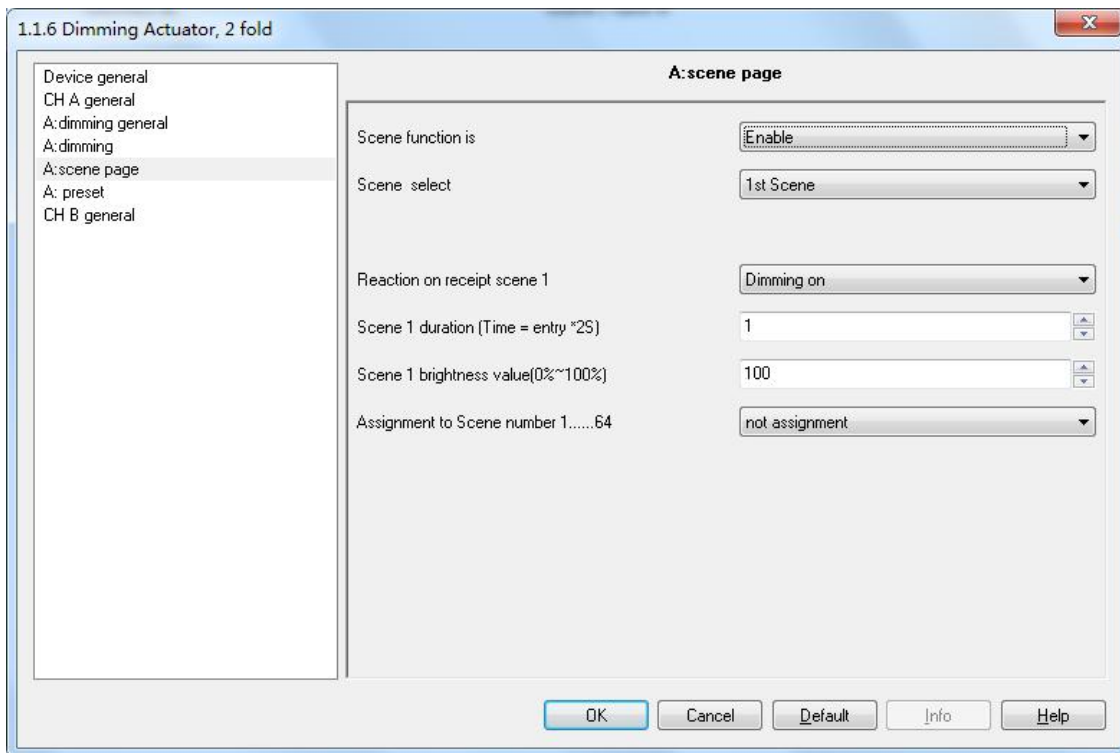 1.1.6 Dimming Actuator, 2 fold
Device general
CH A general
A:dimming general
A:dimming
A:scene page
A: preset
CH B general
A:scene page
Scene function is
Enable
Scene select
1st Scene
Reaction on receipt scene 1
Dimming on
Scene 1 duration (Time = entry *2S)
1
Scene 1 brightness value(0%~100%)
100
Assignment to Scene number 1......64
not assignment
OK
Cancel
Default
Info
Help